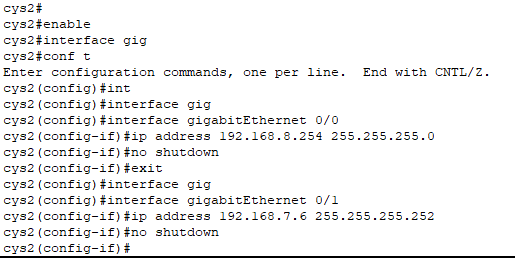 cys2#
cys2#enable
cys2#interface gig
cys2#conf t
Enter configuration commands, one per line.  End with CNTL/Z.
cys2(config)#int
cys2(config)#interface gig
cys2(config)#interface gigabitEthernet 0/0
cys2(config-if)#ip address 192.168.8.254 255.255.255.0
cys2(config-if)#no shutdown
cys2(config-if)#exit
cys2(config)#interface gig
cys2(config)#interface gigabitEthernet 0/1
cys2(config-if)#ip address 192.168.7.6 255.255.255.252
cys2(config-if)#no shutdown
cys2(config-if)#